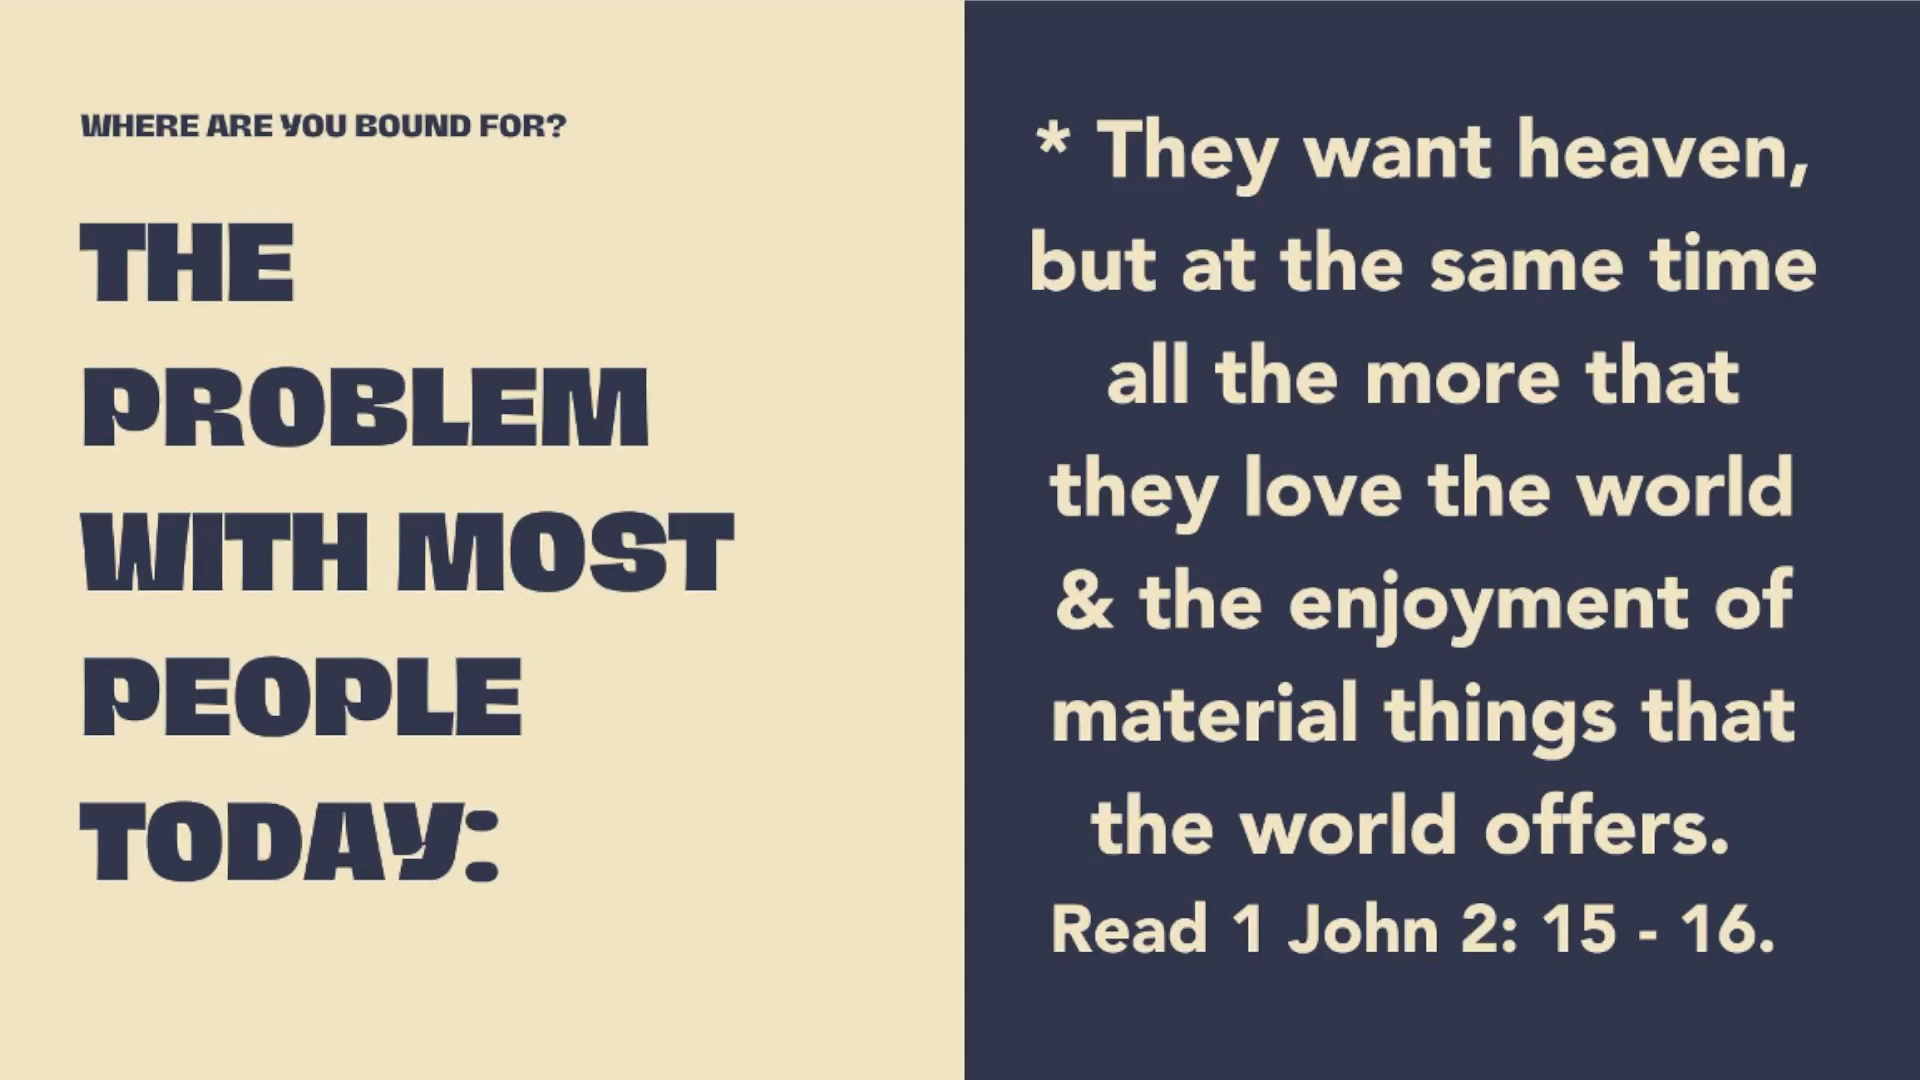 WHERE ARE YOU BOUND FOR?
THE
PROBLEM
WITH MOST
PEOPLE
TODAY:
* They want heaven,
but at the same time
all the more that
they love the world
& the enjoyment of
material things that
the world offers.
Read 1 John 2: 15 - 16.